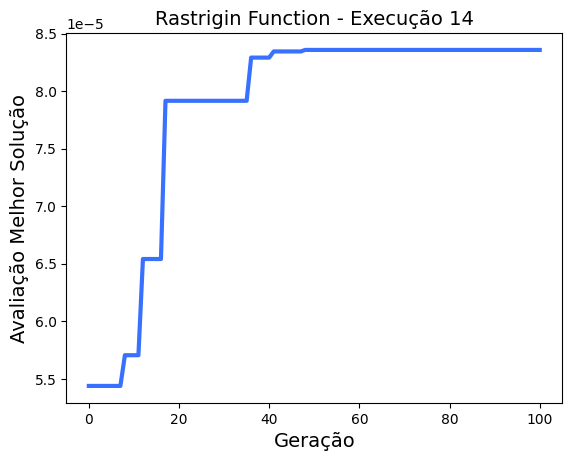 Rastrigin Function - Execução 14
1e−5
8.5
8.0
7.5
7.0
6.5
6.0
5.5
Avaliação Melhor Solução
0 20 40 60 80 100
Geração